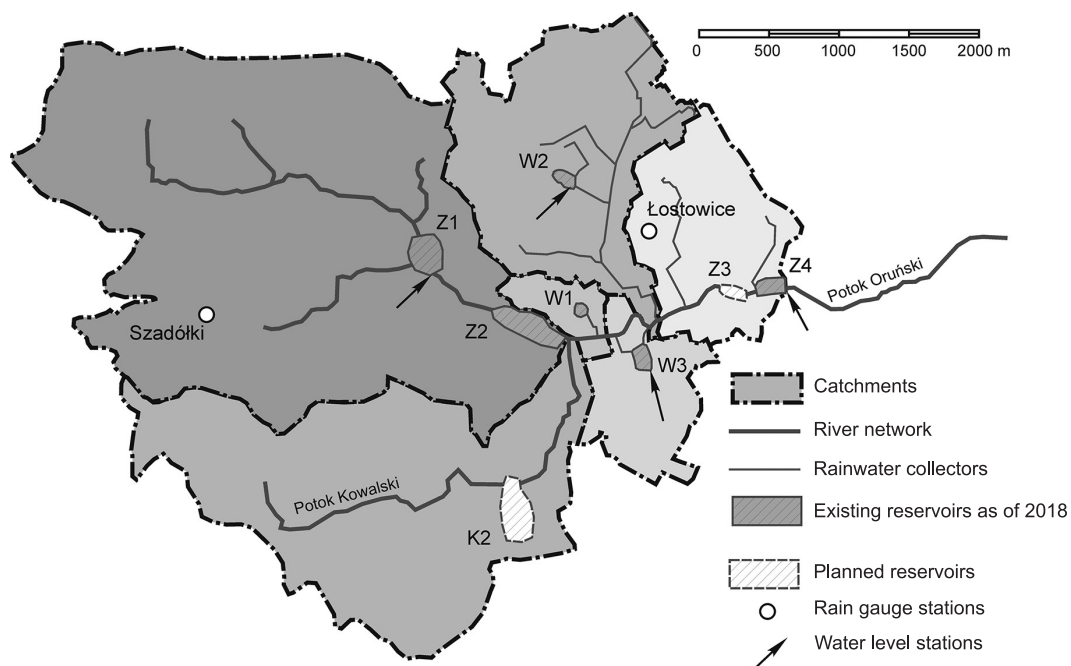 0 500 1000 1500 2000 m
W2
Łostowice
Z1
Z3
Z4
Potok Oruński
W1
Szadółki
Z2
W3
Catchments
River network
Rainwater collectors
Potok Kowalski
Existing reservoirs as of 2018
K2
Planned reservoirs
Rain gauge stations
Water level stations